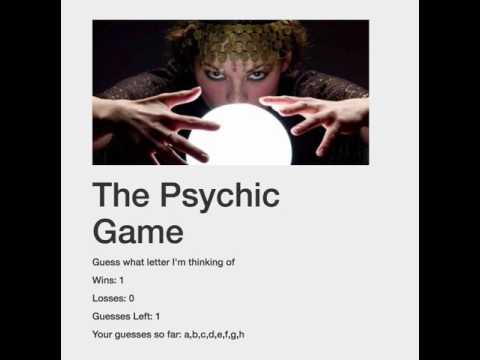 The Psychic
Game
Guess what letter I'm thinking of
Wins: 1
Losses: 0
Guesses Left: 1
Your guesses so far: a,b,c,d,e,f,g,h